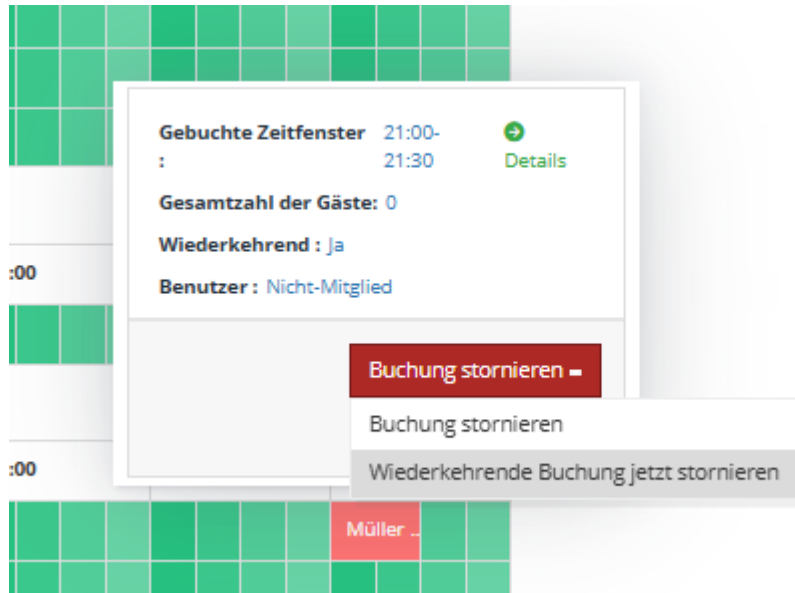 Gebuchte Zeitfenster 21:00- 
: 21:30 Details
Gesamtzahl der Gäste: 0
Wiederkehrend : Ja
:00
Benutzer : Nicht-Mitglied
Buchung stornieren
Buchung stornieren
:00
Wiederkehrende Buchung jetzt stornieren
Müller ..